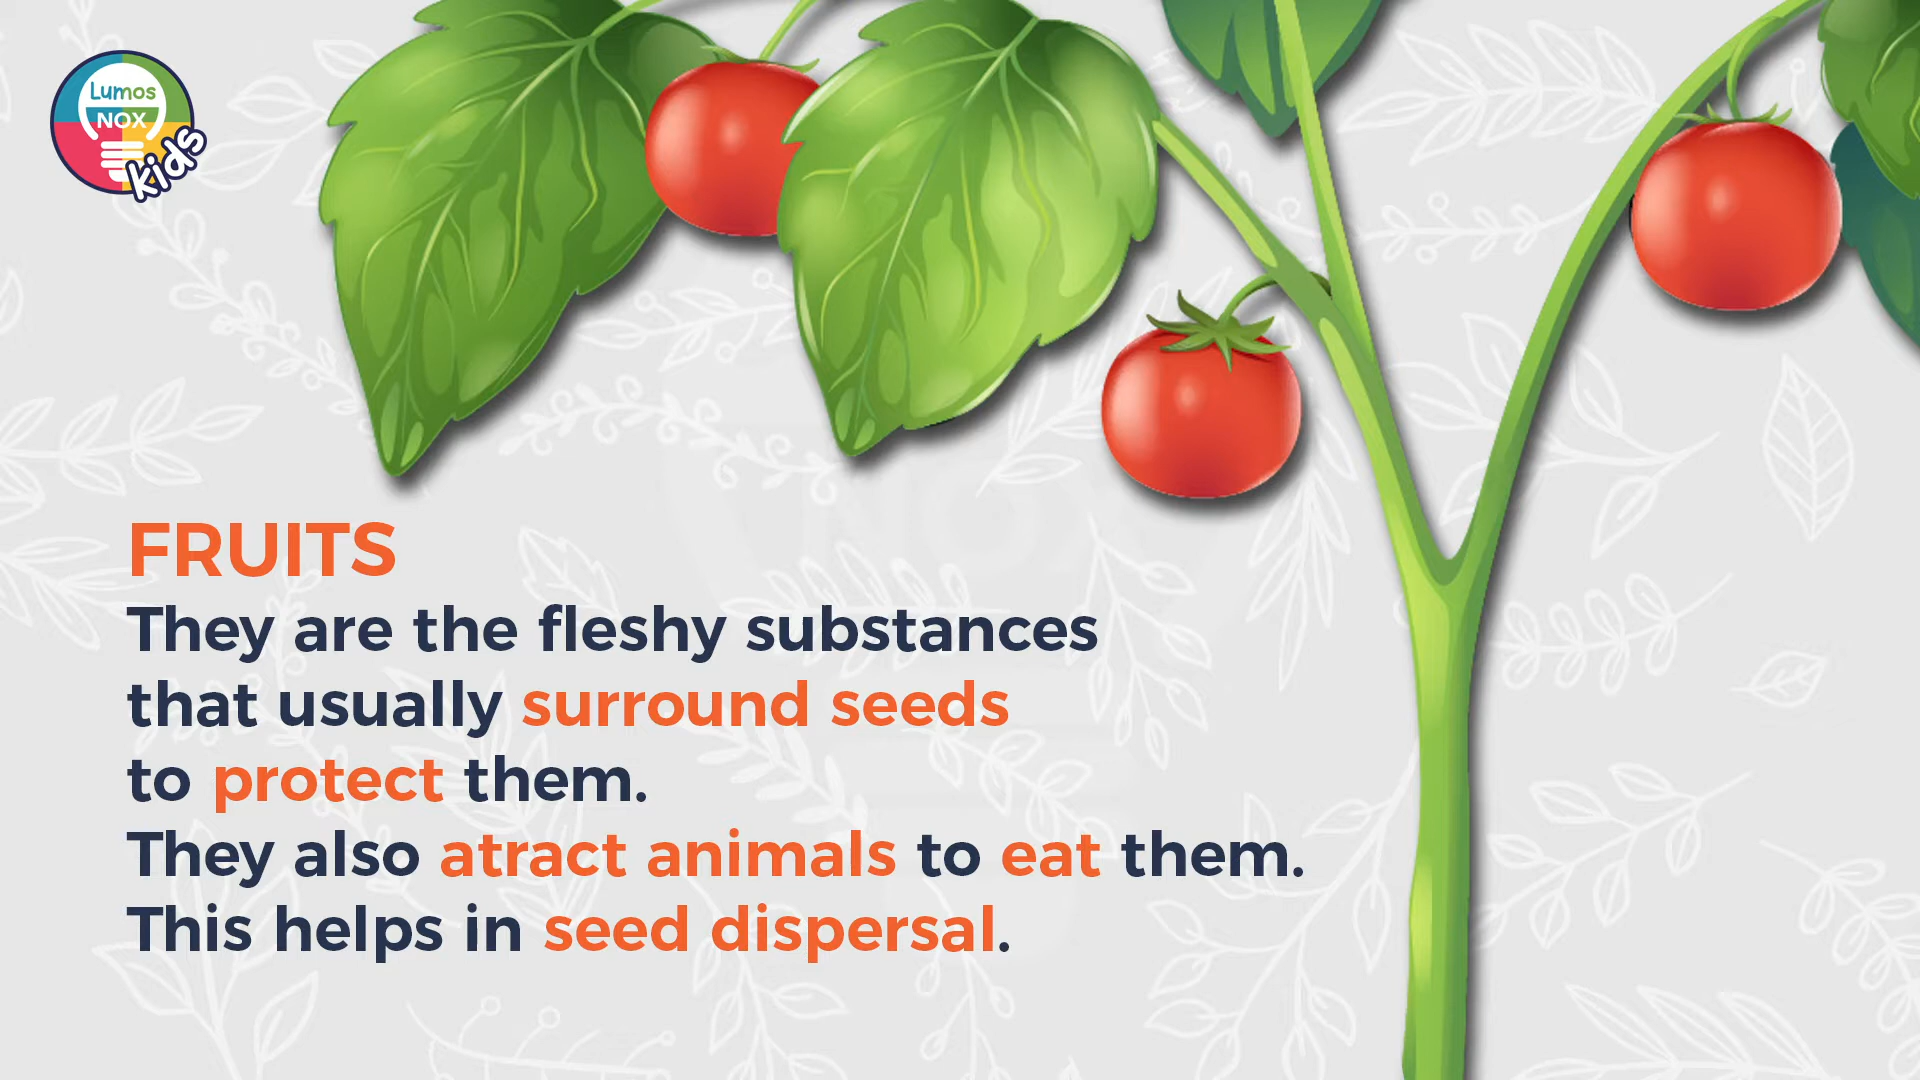 Lumos
NOX
kids
FRUITS
They are the fleshy substances
that usually surround seeds
to protect them.
They also atract animals to eat them.
This helps in seed dispersal.